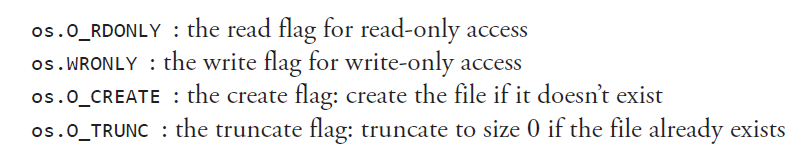 os.O_RDONLY : the read flag for read-only access
os.WRONLY : the write flag for write-only access
os.O_CREATE : the create flag: create the file if it doesn’t exist
os.O_TRUNC : the truncate flag: truncate to size 0 if the file already exists